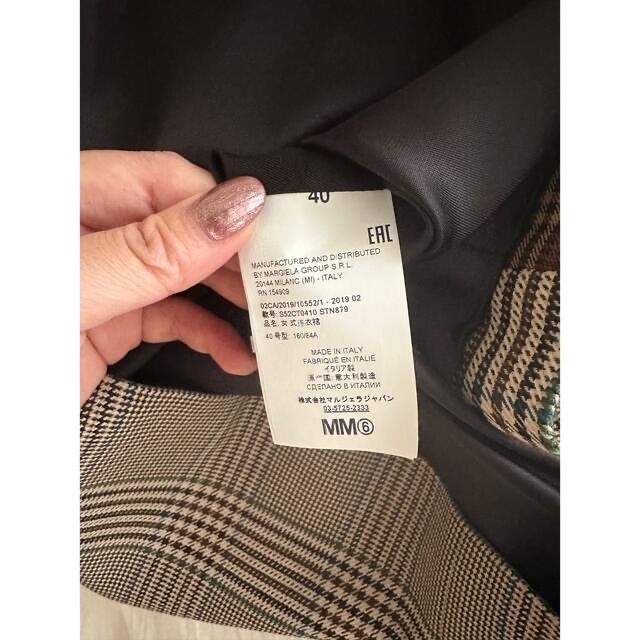 40
EAC
MANUFACTURED AND DISTRIBUTED
BY MARGIELA GROUP S.R.L.
20144 MILANO (MI) - ITALY
RN 154909
02CA/2019/10552/1 - 2019 02
款号: S52CT0410 STN879
品名: 女式连衣裙
40 号型: 160/84A
MADE IN ITALY
FABRIQUÉ EN ITALIE
イタリア製
原产国: 意大利制造
СДЕЛАНО В ИТАЛИИ
株式会社マルジェラジャパン
03-5725-2333
MM⑥